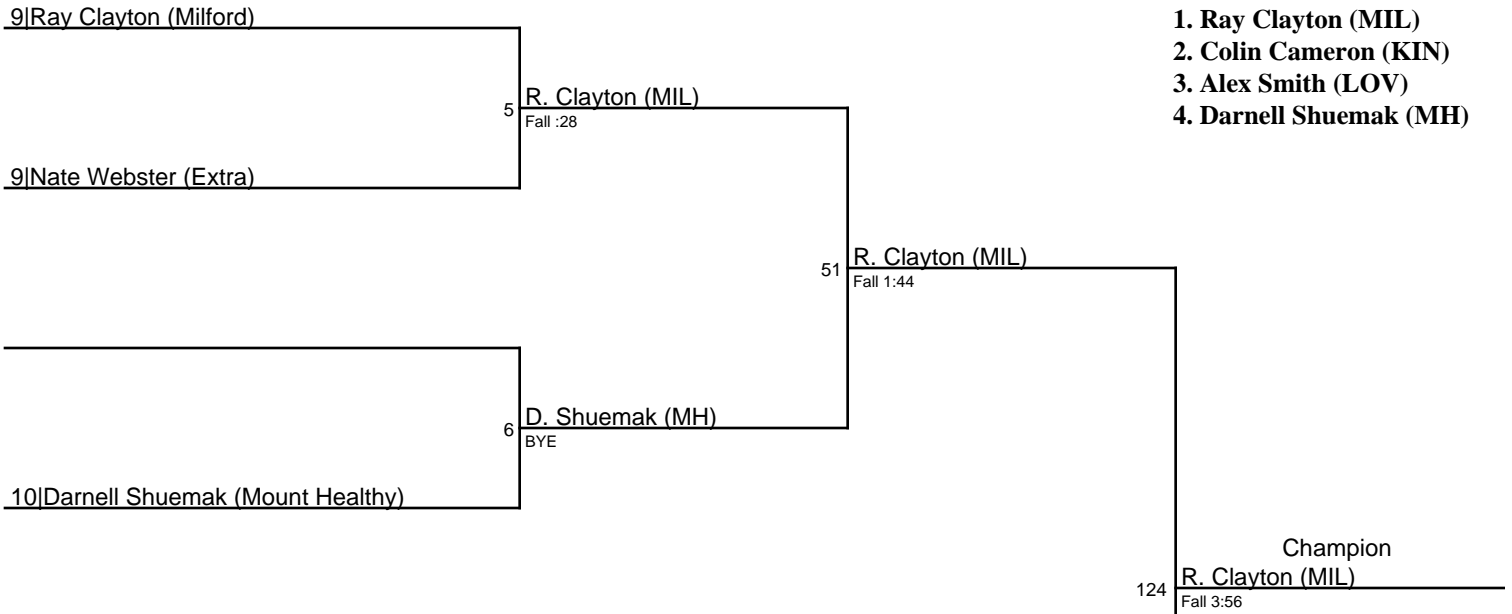 9|Ray Clayton (Milford)
1. Ray Clayton (MIL)
2. Colin Cameron (KIN)
3. Alex Smith (LOV)
4. Darnell Shuemak (MH)
5
R. Clayton (MIL)
Fall :28
9|Nate Webster (Extra)
51
R. Clayton (MIL)
Fall 1:44
6
D. Shuemak (MH)
BYE
10|Darnell Shuemak (Mount Healthy)
Champion
124
R. Clayton (MIL)
Fall 3:56